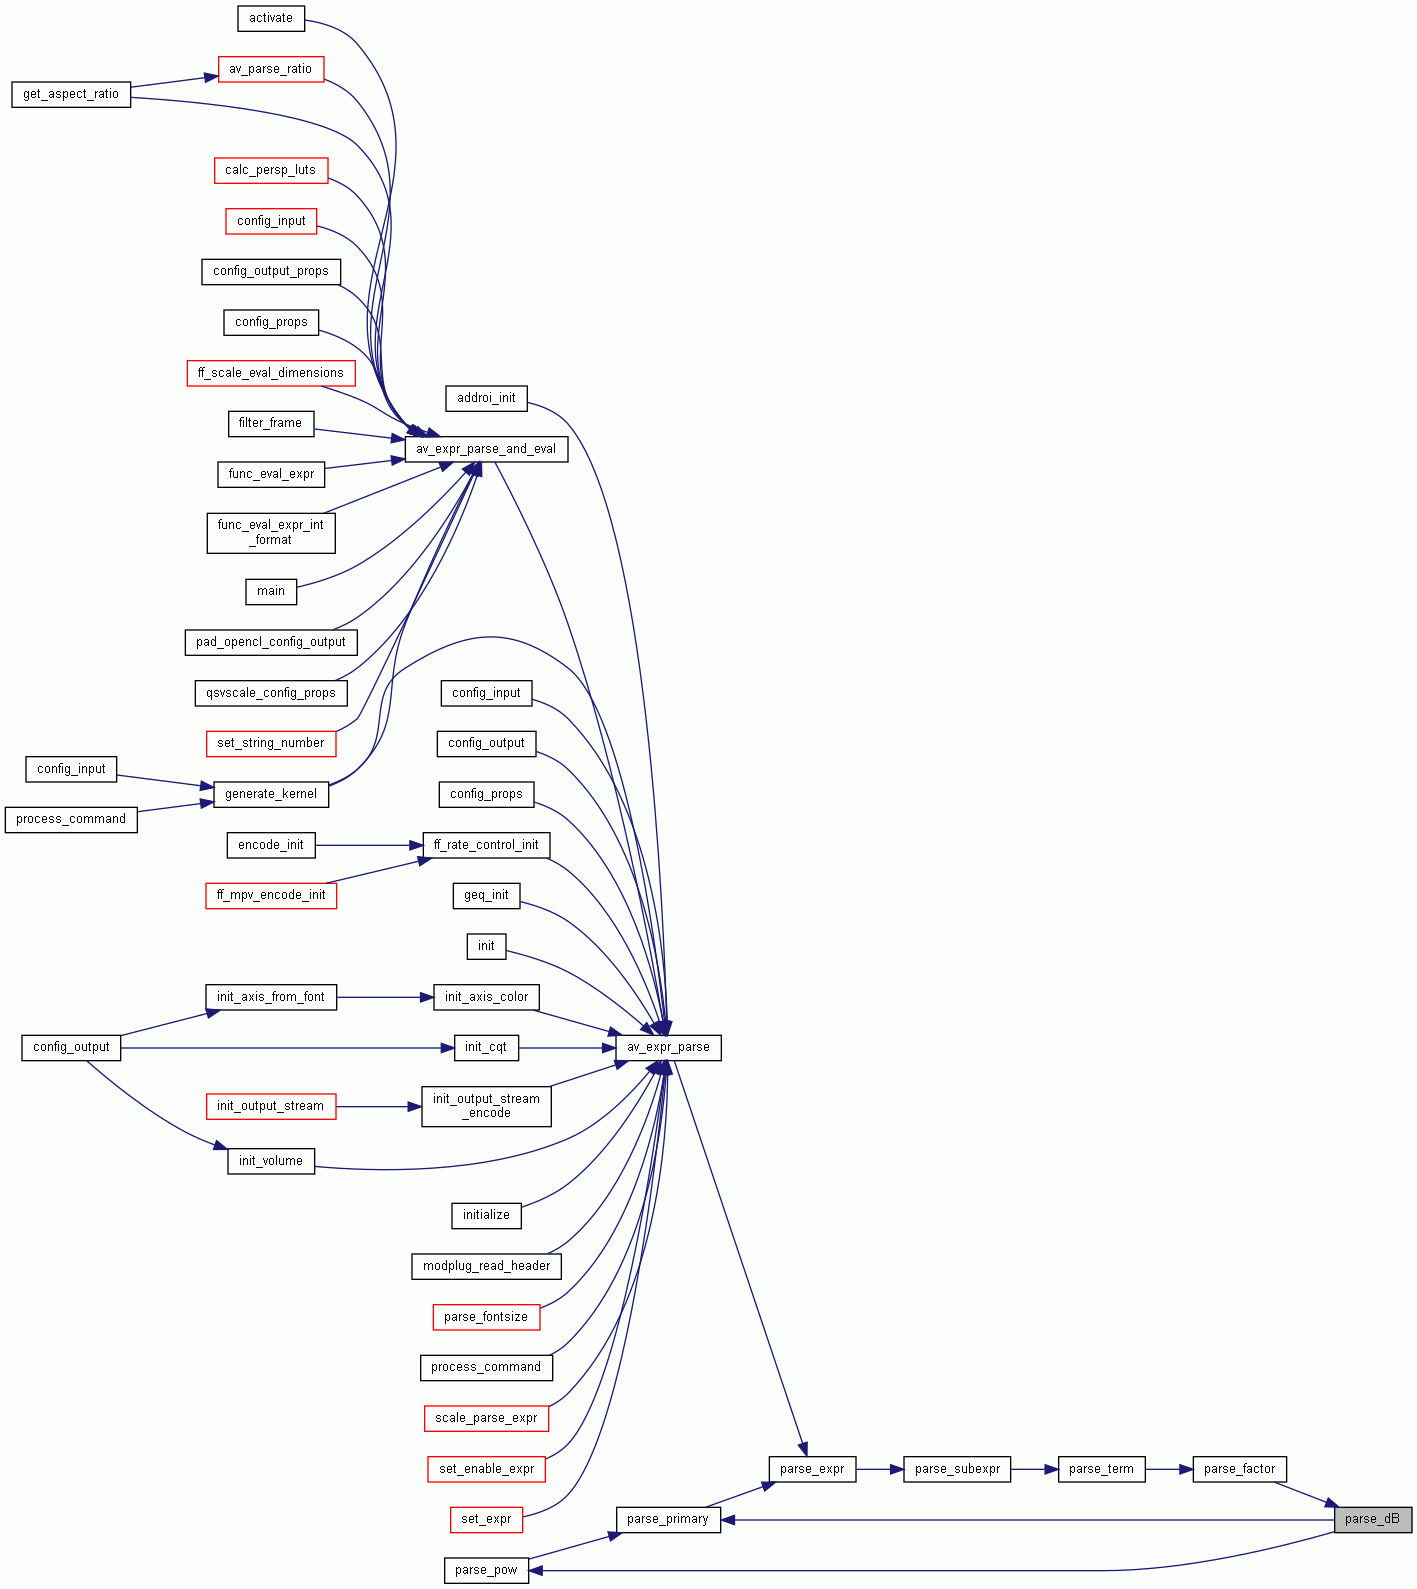 activate
av_parse_ratio
get_aspect_ratio
calc_persp_luts
config_input
config_output_props
config_props
ff_scale_eval_dimensions
addroi_init
filter_frame
av_expr_parse_and_eval
func_eval_expr
func_eval_expr_int
_format
main
pad_opencl_config_output
qsvscale_config_props
config_input
set_string_number
config_output
config_input
generate_kernel
config_props
process_command
encode_init
ff_rate_control_init
ff_mpv_encode_init
geq_init
init
init_axis_from_font
init_axis_color
config_output
init_cqt
av_expr_parse
init_output_stream
init_output_stream
_encode
init_volume
initialize
modplug_read_header
parse_fontsize
process_command
scale_parse_expr
set_enable_expr
parse_expr
parse_subexpr
parse_term
parse_factor
set_expr
parse_primary
parse_dB
parse_pow